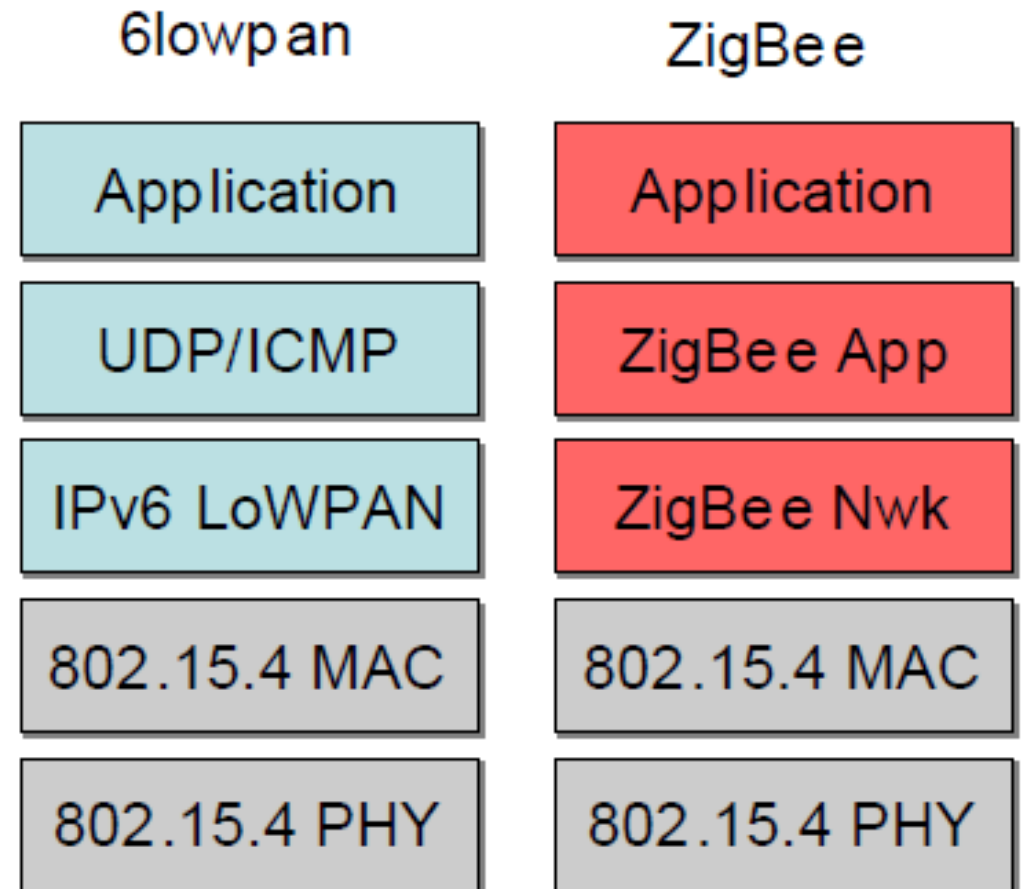 6lowpan
ZigBee
Application
Application
UDP/ICMP
ZigBee App
IPv6 LoWPAN
ZigBee Nwk
802.15.4 MAC
802.15.4 MAC
802.15.4 PHY
802.15.4 PHY